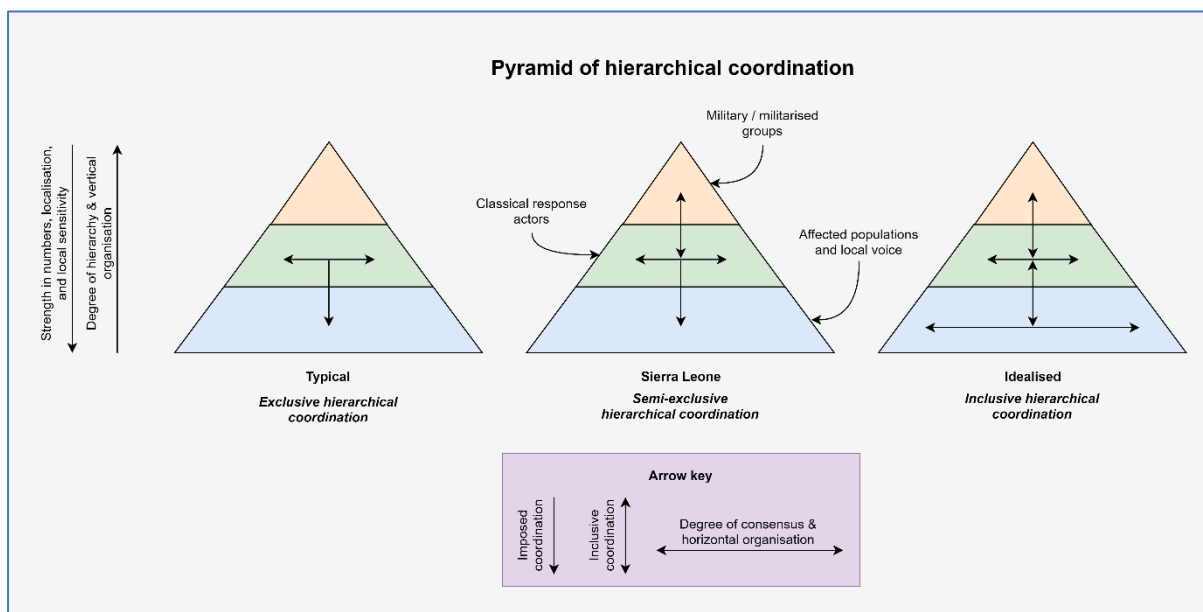 Pyramid of hierarchical coordination
Military / militarised
groups
Classical response
actors
Affected populations
and local voice
Strength in numbers, localisation,
and local sensitivity
Degree of hierarchy & vertical
organisation
Typical
Exclusive hierarchical
coordination
Sierra Leone
Semi-exclusive
hierarchical coordination
Idealised
Inclusive hierarchical
coordination
Arrow key
Imposed
coordination
Inclusive
coordination
Degree of consensus &
horizontal organisation